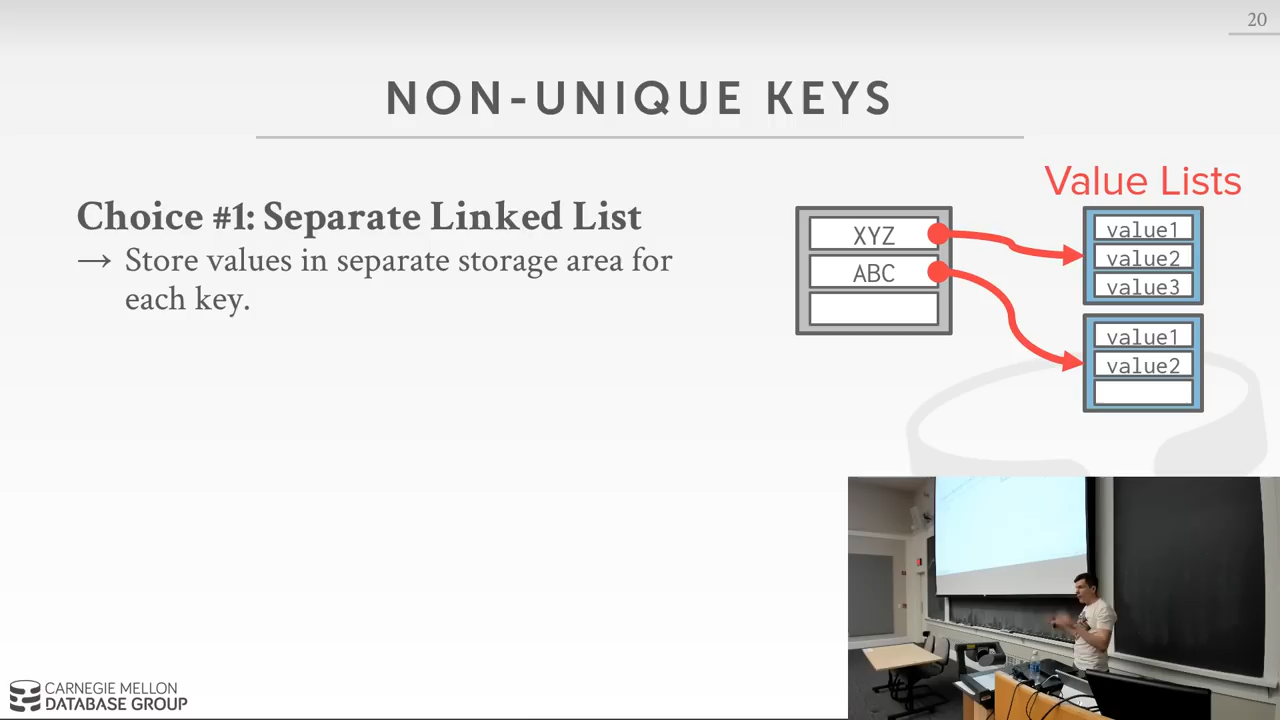 20
NON-UNIQUE KEYS
Choice #1: Separate Linked List
→ Store values in separate storage area for
each key.
Value Lists
XYZ
ABC
value1
value2
value3
value1
value2
CARNEGIE MELLON
DATABASE GROUP